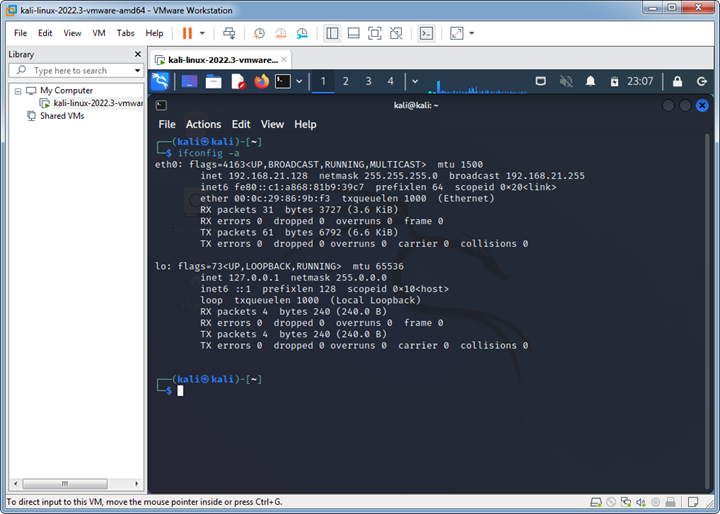 kali-linux-2022.3-vmware-amd64 - VMware Workstation
File Edit View VM Tabs Help
Library
Type here to search
My Computer
kali-linux-2022.3-vmwar
Shared VMs
kali-linux-2022.3-vmware...
1 2 3 4 23:07
kali@kali: ~
File Actions Edit View Help
┌──(kali㉿kali)-[~]
└─$ ifconfig -a
eth0: flags=4163<UP,BROADCAST,RUNNING,MULTICAST>  mtu 1500
        inet 192.168.21.128  netmask 255.255.255.0  broadcast 192.168.21.255
        inet6 fe80::c1:a868:81b9:39c7  prefixlen 64  scopeid 0×20<link>
        ether 00:0c:29:86:9b:f3  txqueuelen 1000  (Ethernet)
        RX packets 31  bytes 3727 (3.6 KiB)
        RX errors 0  dropped 0  overruns 0  frame 0
        TX packets 61  bytes 6792 (6.6 KiB)
        TX errors 0  dropped 0 overruns 0  carrier 0  collisions 0
lo: flags=73<UP,LOOPBACK,RUNNING>  mtu 65536
        inet 127.0.0.1  netmask 255.0.0.0
        inet6 ::1  prefixlen 128  scopeid 0×10<host>
        loop  txqueuelen 1000  (Local Loopback)
        RX packets 4  bytes 240 (240.0 B)
        RX errors 0  dropped 0  overruns 0  frame 0
        TX packets 4  bytes 240 (240.0 B)
        TX errors 0  dropped 0 overruns 0  carrier 0  collisions 0
┌──(kali㉿kali)-[~]
└─$
To direct input to this VM, move the mouse pointer inside or press Ctrl+G.